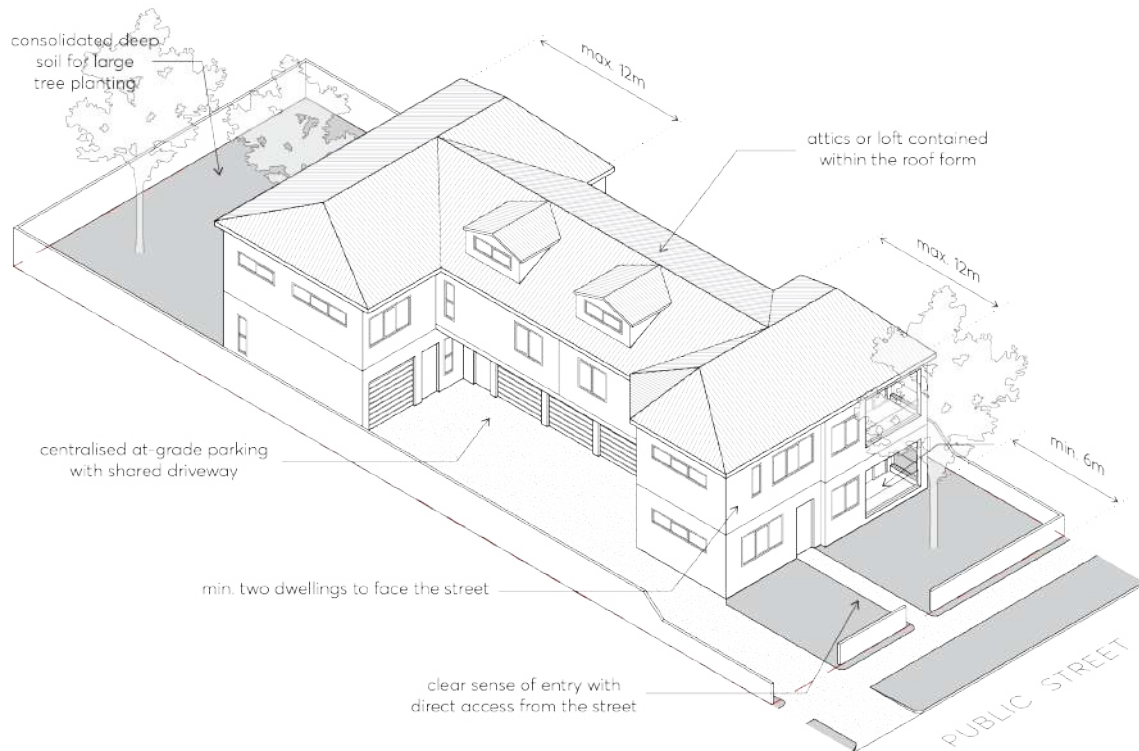 consolidated deep
soil for large
tree planting
max. 12m
attics or loft contained
within the roof form
max. 12m
min. 6m
centralised at-grade parking
with shared driveway
min. two dwellings to face the street
clear sense of entry with
direct access from the street
PUBLIC STREET